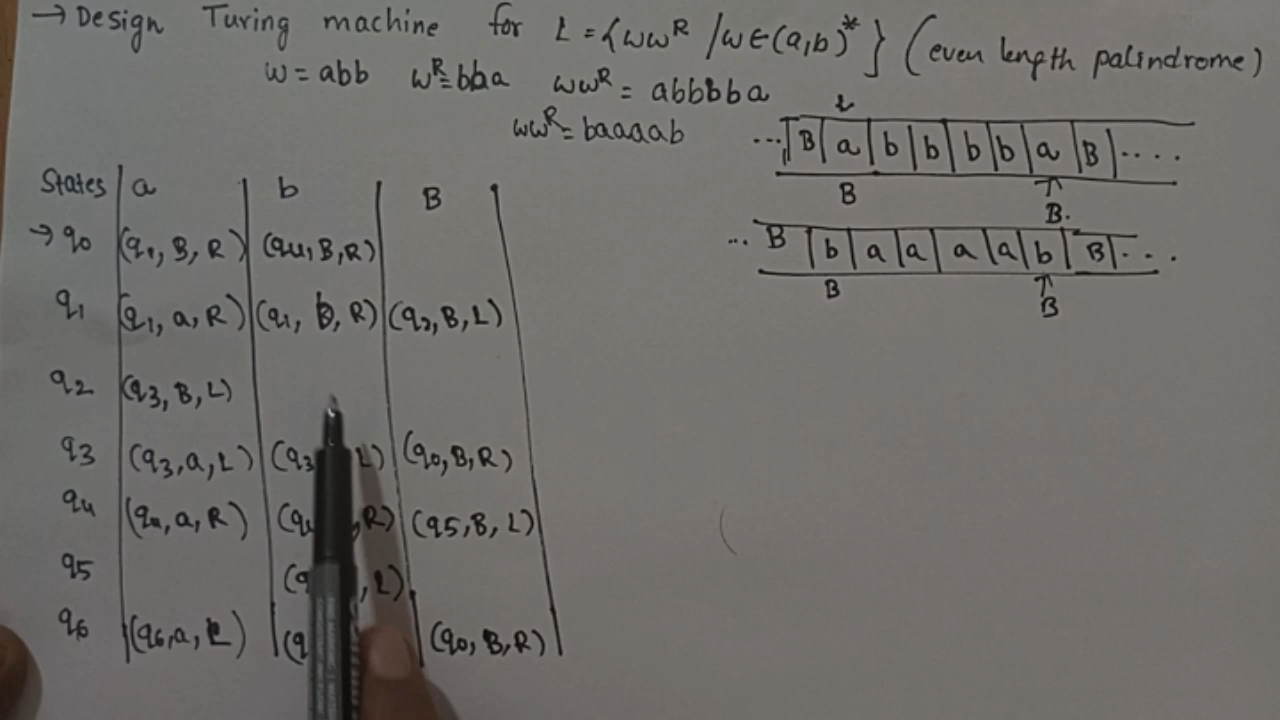 → Design Turing machine for L = {wwᴿ / w ∈ (a,b)*} (even length palindrome)
w = abb wᴿ = bba wwᴿ = abbbba
wwᴿ = baaaab
... B | a | b | b | b | b | a | B | ....
B ↑ B.
... B | b | a | a | a | a | b | B | ...
B ↑ B
States | a | b | B
→ q0 | (q1, B, R) | (q4, B, R) |
q1 | (q1, a, R) | (q1, b, R) | (q2, B, L)
q2 | (q3, B, L)
q3 | (q3, a, L) | (q3 L) | (q0, B, R)
q4 | (q4, a, R) | (q R) | (q5, B, L)
q5 | (q , L)
q6 | (q6, a, L) | (q | (q0, B, R)